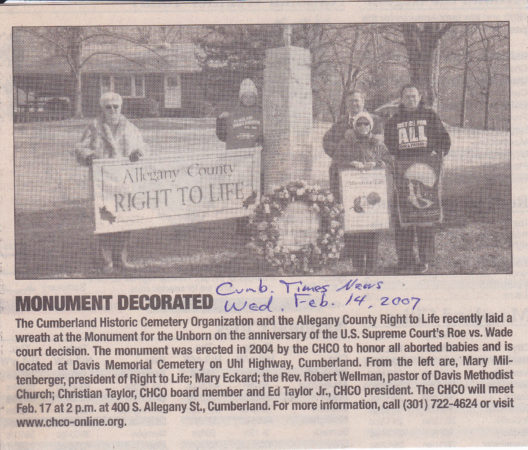 Allegany County
RIGHT TO LIFE
ALL
MONUMENT DECORATED
Cumb. Times News
Wed. Feb. 14, 2007
The Cumberland Historic Cemetery Organization and the Allegany County Right to Life recently laid a
wreath at the Monument for the Unborn on the anniversary of the U.S. Supreme Court's Roe vs. Wade
court decision. The monument was erected in 2004 by the CHCO to honor all aborted babies and is
located at Davis Memorial Cemetery on Uhl Highway, Cumberland. From the left are, Mary Mil-
tenberger, president of Right to Life; Mary Eckard; the Rev. Robert Wellman, pastor of Davis Methodist
Church; Christian Taylor, CHCO board member and Ed Taylor Jr., CHCO president. The CHCO will meet
Feb. 17 at 2 p.m. at 400 S. Allegany St., Cumberland. For more information, call (301) 722-4624 or visit
www.chco-online.org.